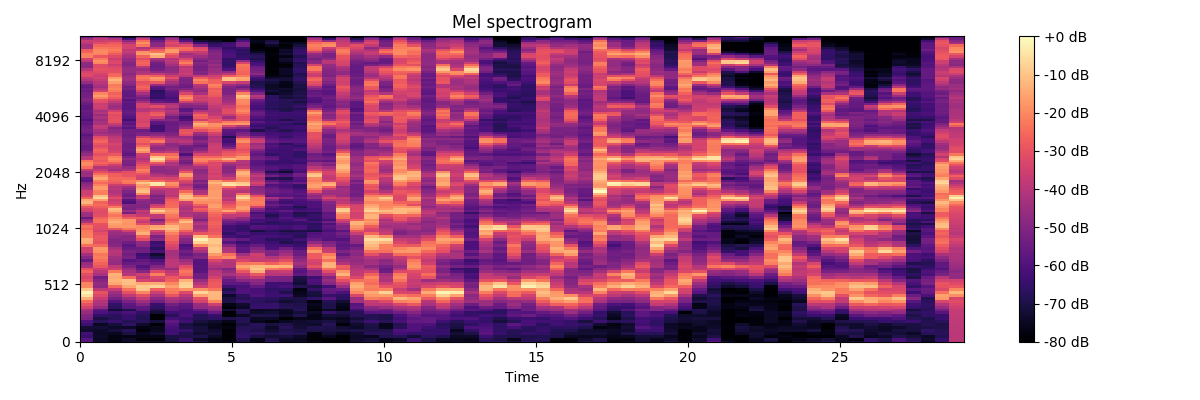 Mel spectrogram
Hz
8192
4096
2048
1024
512
0
0 5 10 15 20 25
Time
+0 dB
-10 dB
-20 dB
-30 dB
-40 dB
-50 dB
-60 dB
-70 dB
-80 dB